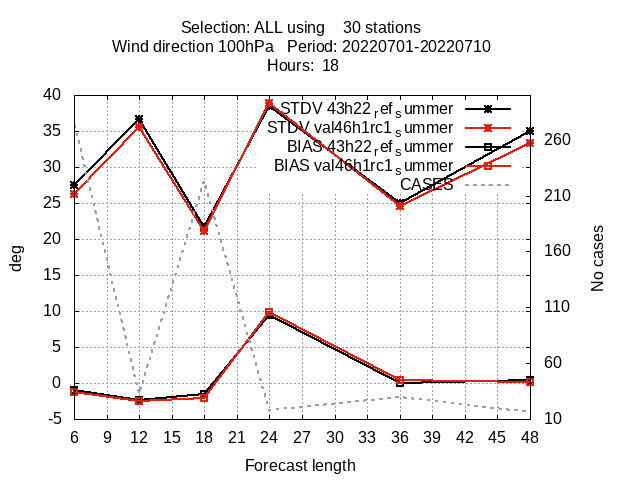 Selection: ALL using    30 stations
Wind direction 100hPa   Period: 20220701-20220710
Hours:  18
STDV 43h22_ref_summer
STDV val46h1rc1_summer
BIAS 43h22_ref_summer
BIAS val46h1rc1_summer
CASES
40
35
30
25
20
15
10
5
0
-5
deg
260
210
160
110
60
10
No cases
6 9 12 15 18 21 24 27 30 33 36 39 42 45 48
Forecast length